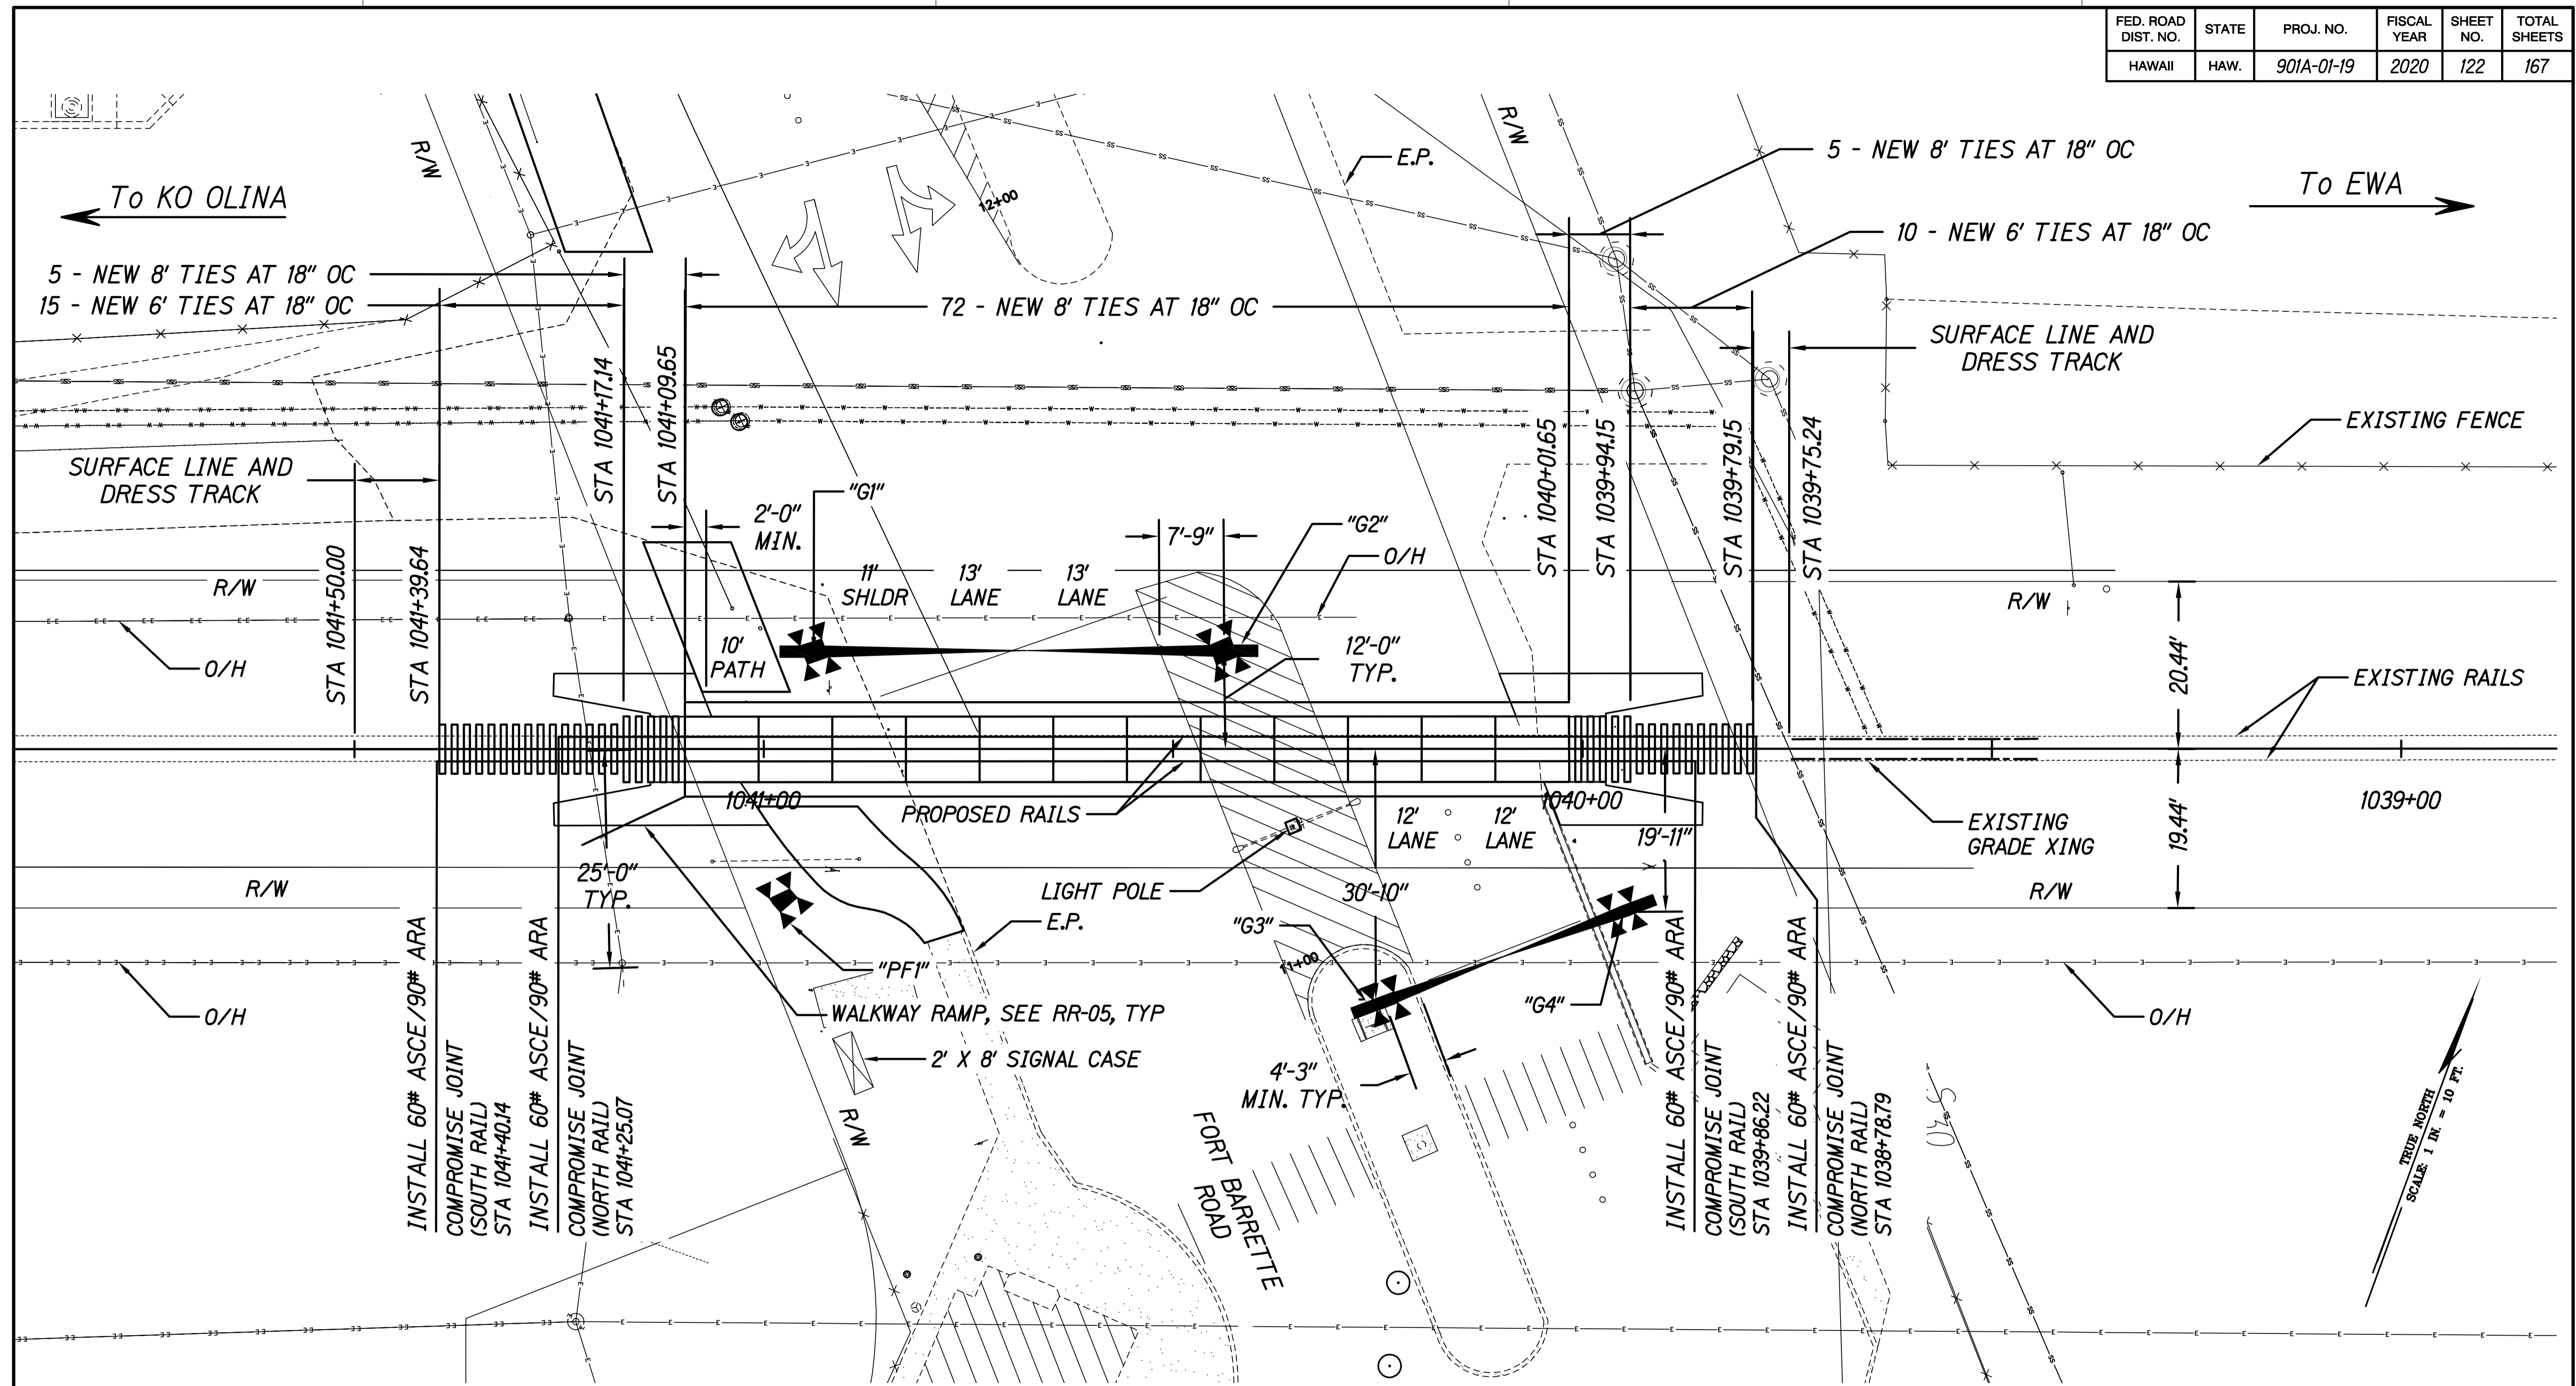 FED. ROAD DIST. NO.
STATE
PROJ. NO.
FISCAL YEAR
SHEET NO.
TOTAL SHEETS
HAWAII
HAW.
901A-01-19
2020
122
167
To KO OLINA
To EWA
R/W
R/W
E.P.
12+00
5 - NEW 8' TIES AT 18" OC
10 - NEW 6' TIES AT 18" OC
5 - NEW 8' TIES AT 18" OC
15 - NEW 6' TIES AT 18" OC
72 - NEW 8' TIES AT 18" OC
SURFACE LINE AND
DRESS TRACK
EXISTING FENCE
SURFACE LINE AND
DRESS TRACK
STA 1041+50.00
STA 1041+39.64
STA 1041+17.14
STA 1041+09.65
STA 1040+01.65
STA 1039+94.15
STA 1039+79.15
STA 1039+75.24
2'-0"
MIN.
"G1"
7'-9"
"G2"
O/H
11'
SHLDR
13'
LANE
13'
LANE
R/W
R/W
O/H
10'
PATH
12'-0"
TYP.
20.44'
EXISTING RAILS
1041+00
PROPOSED RAILS
12'
LANE
12'
LANE
1040+00
19'-11"
EXISTING
GRADE XING
19.44'
1039+00
R/W
25'-0"
TYP.
LIGHT POLE
30'-10"
R/W
E.P.
"G3"
11+00
"PF1"
"G4"
O/H
WALKWAY RAMP, SEE RR-05, TYP
O/H
2' X 8' SIGNAL CASE
4'-3"
MIN. TYP.
R/W
FORT BARRETTE
ROAD
INSTALL 60# ASCE/90# ARA
COMPROMISE JOINT
(SOUTH RAIL)
STA 1041+40.14
INSTALL 60# ASCE/90# ARA
COMPROMISE JOINT
(NORTH RAIL)
STA 1041+25.07
INSTALL 60# ASCE/90# ARA
COMPROMISE JOINT
(SOUTH RAIL)
STA 1039+86.22
INSTALL 60# ASCE/90# ARA
COMPROMISE JOINT
(NORTH RAIL)
STA 1038+78.79
TRUE NORTH
SCALE: 1 IN. = 10 FT.